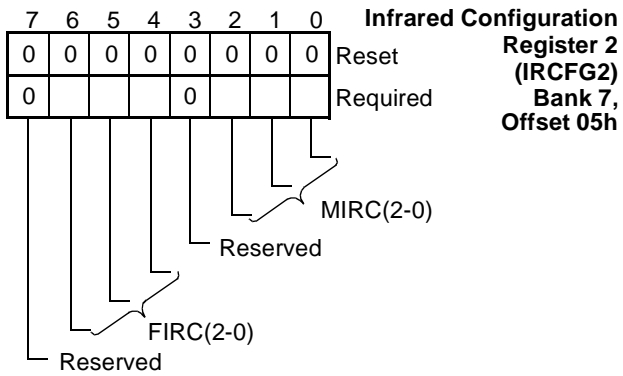 7 6 5 4 3 2 1 0
Infrared Configuration
Register 2
(IRCFG2)
Bank 7,
Offset 05h
0 0 0 0 0 0 0 0 Reset
0 0 Required
MIRC(2-0)
Reserved
FIRC(2-0)
Reserved